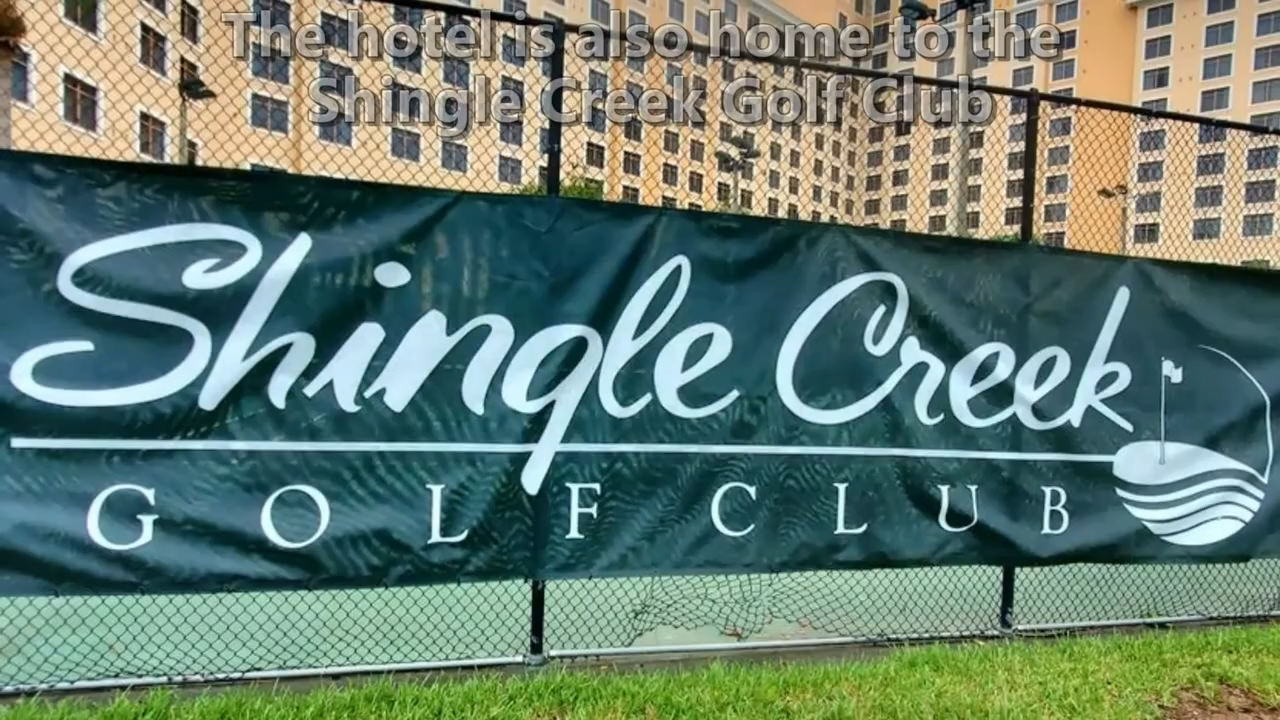 The hotel is also home to the
Shingle Creek Golf Club
Shingle Creek
GOLF CLUB